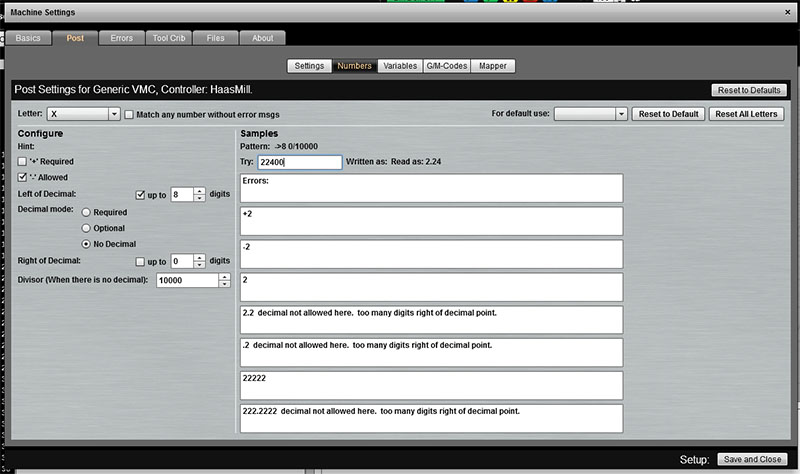 Machine Settings ×
Basics Post Errors Tool Crib Files About
Settings Numbers Variables G/M-Codes Mapper
Post Settings for Generic VMC, Controller: HaasMill. Reset to Defaults
Letter: X Match any number without error msgs For default use: Reset to Default Reset All Letters
Configure
Hint:
'+' Required
'-' Allowed
Left of Decimal: up to 8 digits
Decimal mode: Required
Optional
No Decimal
Right of Decimal: up to 0 digits
Divisor (When there is no decimal): 10000
Samples
Pattern: ->8 0/10000
Try: 22400 Written as: Read as: 2.24
Errors:
+2
-2
2
2.2 decimal not allowed here. too many digits right of decimal point.
.2 decimal not allowed here. too many digits right of decimal point.
22222
222.2222 decimal not allowed here. too many digits right of decimal point.
Setup: Save and Close